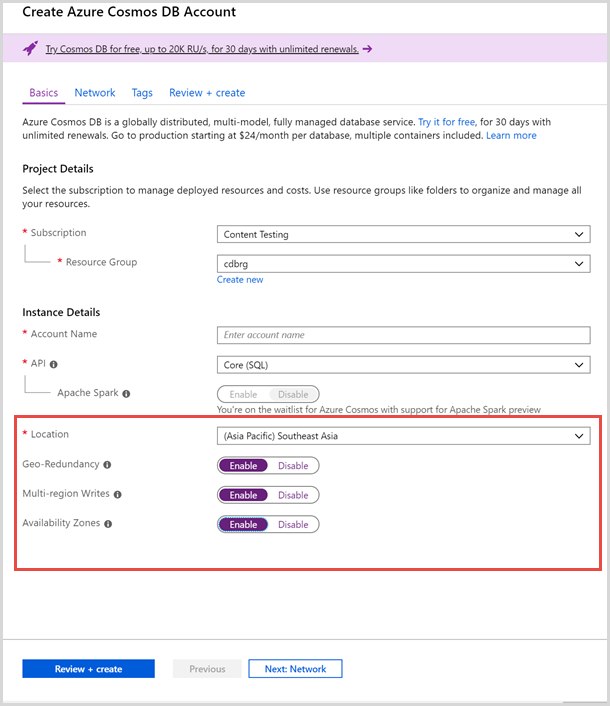 Create Azure Cosmos DB Account
Try Cosmos DB for free, up to 20K RU/s, for 30 days with unlimited renewals. →
Basics Network Tags Review + create
Azure Cosmos DB is a globally distributed, multi-model, fully managed database service. Try it for free, for 30 days with
unlimited renewals. Go to production starting at $24/month per database, multiple containers included. Learn more
Project Details
Select the subscription to manage deployed resources and costs. Use resource groups like folders to organize and manage all
your resources.
* Subscription Content Testing
* Resource Group cdbrg
Create new
Instance Details
* Account Name Enter account name
* API Core (SQL)
Apache Spark Enable Disable
You're on the waitlist for Azure Cosmos with support for Apache Spark preview
* Location (Asia Pacific) Southeast Asia
Geo-Redundancy Enable Disable
Multi-region Writes Enable Disable
Availability Zones Enable Disable
Review + create Previous Next: Network